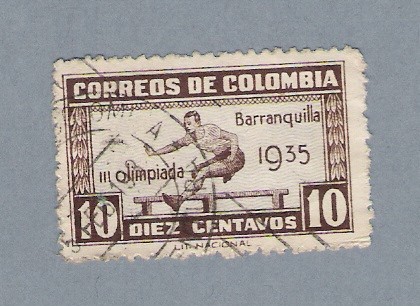 CORREOS DE COLOMBIA
Barranquilla
III Olimpiada 1935
10 DIEZ CENTAVOS 10
LIT. NACIONAL